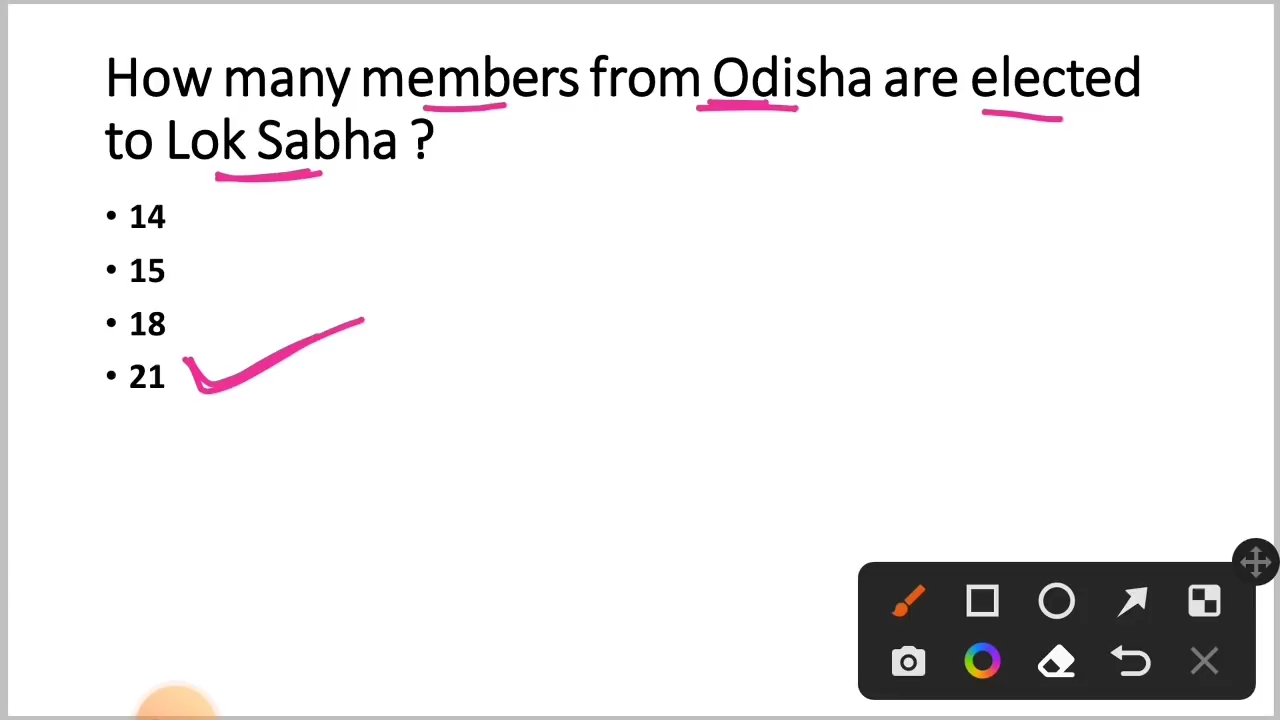 How many members from Odisha are elected
to Lok Sabha ?
• 14
• 15
• 18
• 21